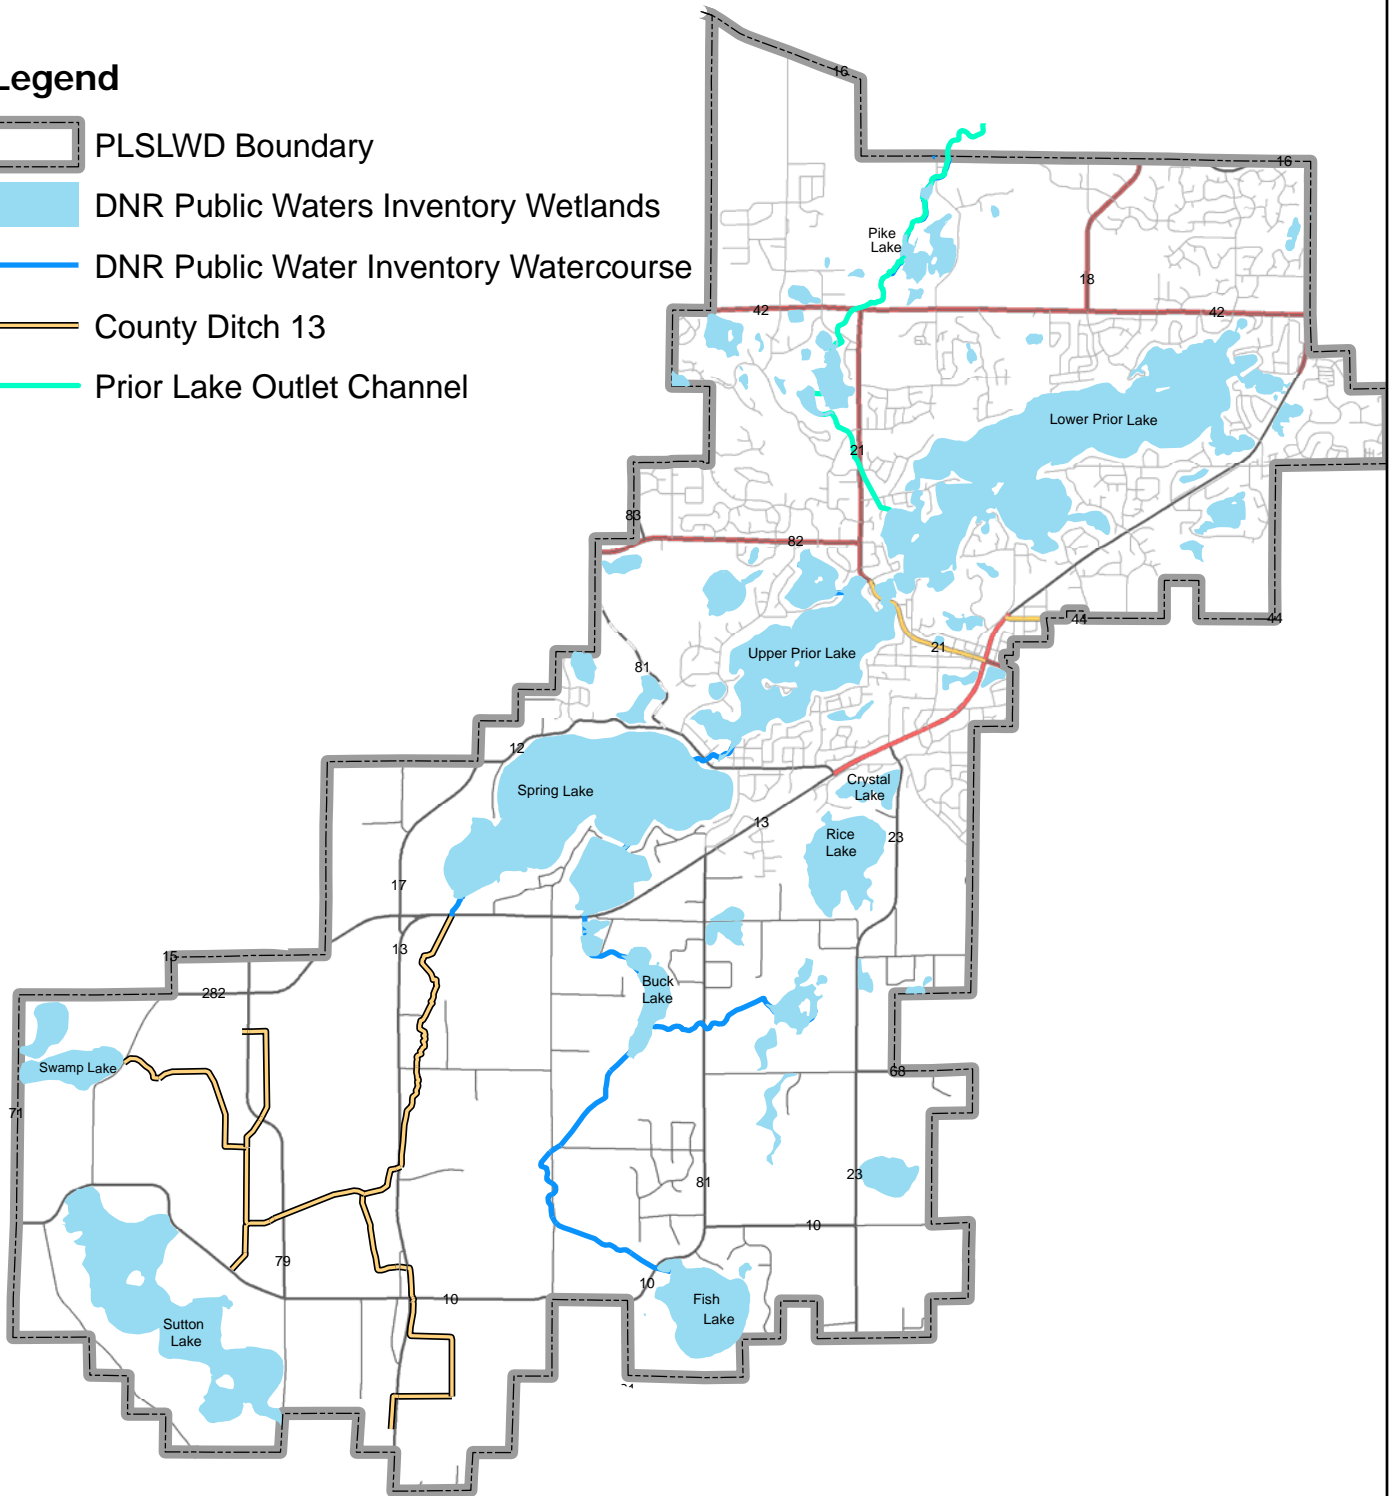 Legend
PLSLWD Boundary
DNR Public Waters Inventory Wetlands
DNR Public Water Inventory Watercourse
County Ditch 13
Prior Lake Outlet Channel
16
16
Pike
Lake
18
42
42
Lower Prior Lake
21
83
82
44
44
21
Upper Prior Lake
81
12
Spring Lake
Crystal
Lake
13
Rice
Lake
23
17
13
15
282
Buck
Lake
Swamp Lake
68
71
23
81
10
79
10
10
Fish
Lake
Sutton
Lake